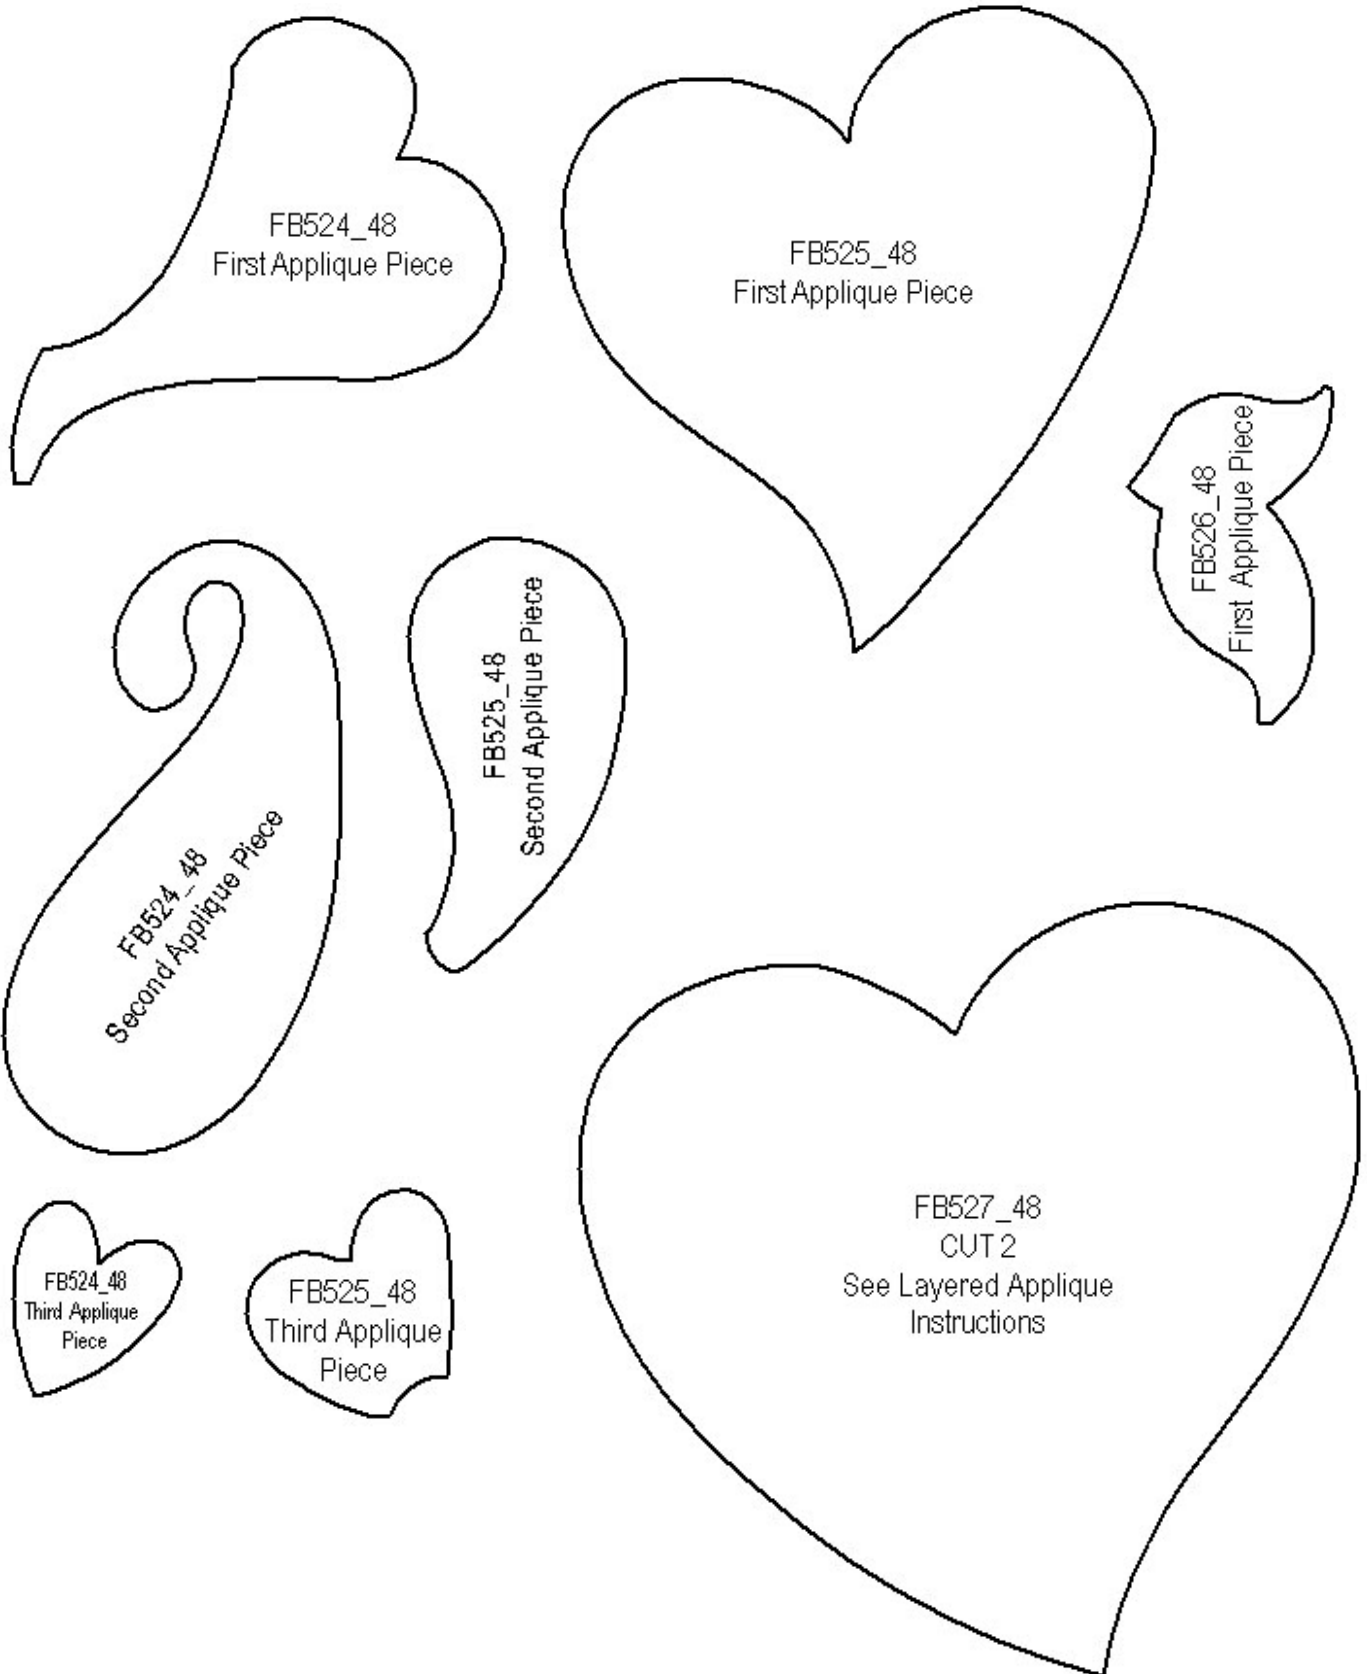 FB524_48
First Applique Piece
FB525_48
First Applique Piece
FB526_48
First Applique Piece
FB524_48
Second Applique Piece
FB525_48
Second Applique Piece
FB524_48
Third Applique
Piece
FB525_48
Third Applique
Piece
FB527_48
CUT 2
See Layered Applique
Instructions